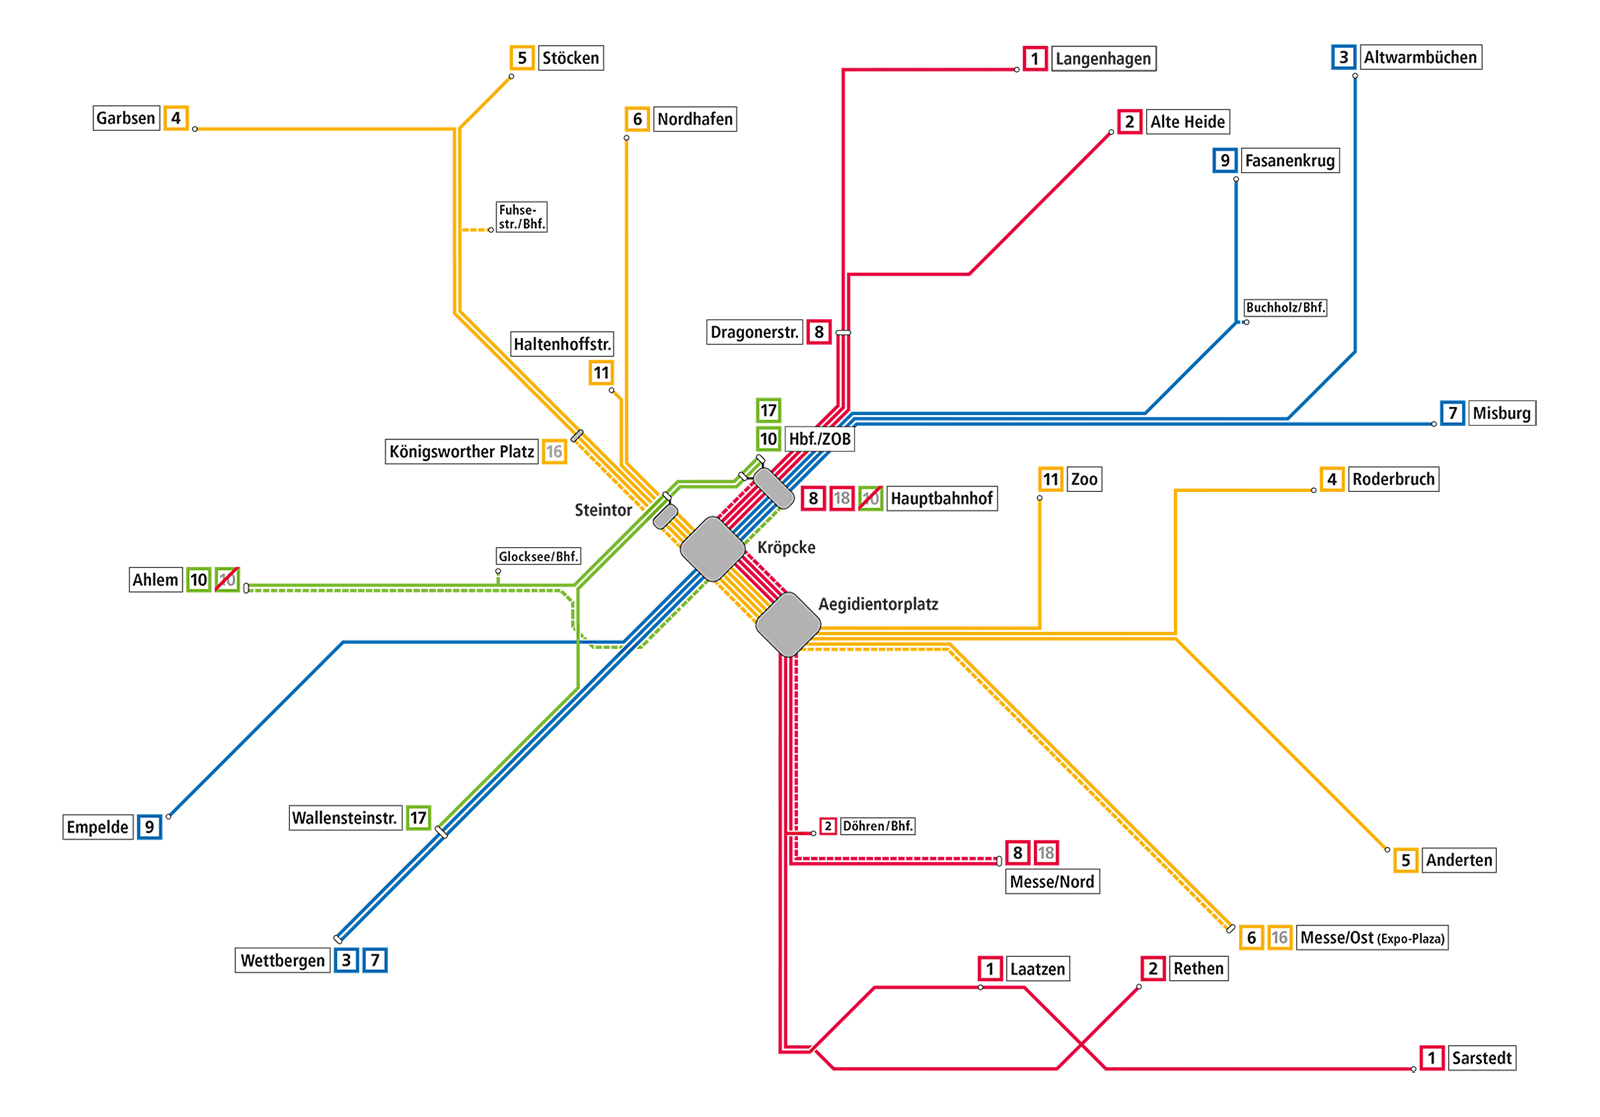 5 Stöcken
1 Langenhagen
3 Altwarmbüchen
Garbsen 4
6 Nordhafen
2 Alte Heide
9 Fasanenkrug
Fuhse-
str./Bhf.
Buchholz/Bhf.
Dragonerstr. 8
Haltenhoffstr.
11
17
10 Hbf./ZOB
7 Misburg
Königsworther Platz 16
11 Zoo
4 Roderbruch
8 18 10 Hauptbahnhof
Steintor
Kröpcke
Glocksee/Bhf.
Ahlem 10 10
Aegidientorplatz
Empelde 9
Wallensteinstr. 17
2 Döhren/Bhf.
8 18
Messe/Nord
5 Anderten
6 16 Messe/Ost (Expo-Plaza)
Wettbergen 3 7
1 Laatzen
2 Rethen
1 Sarstedt